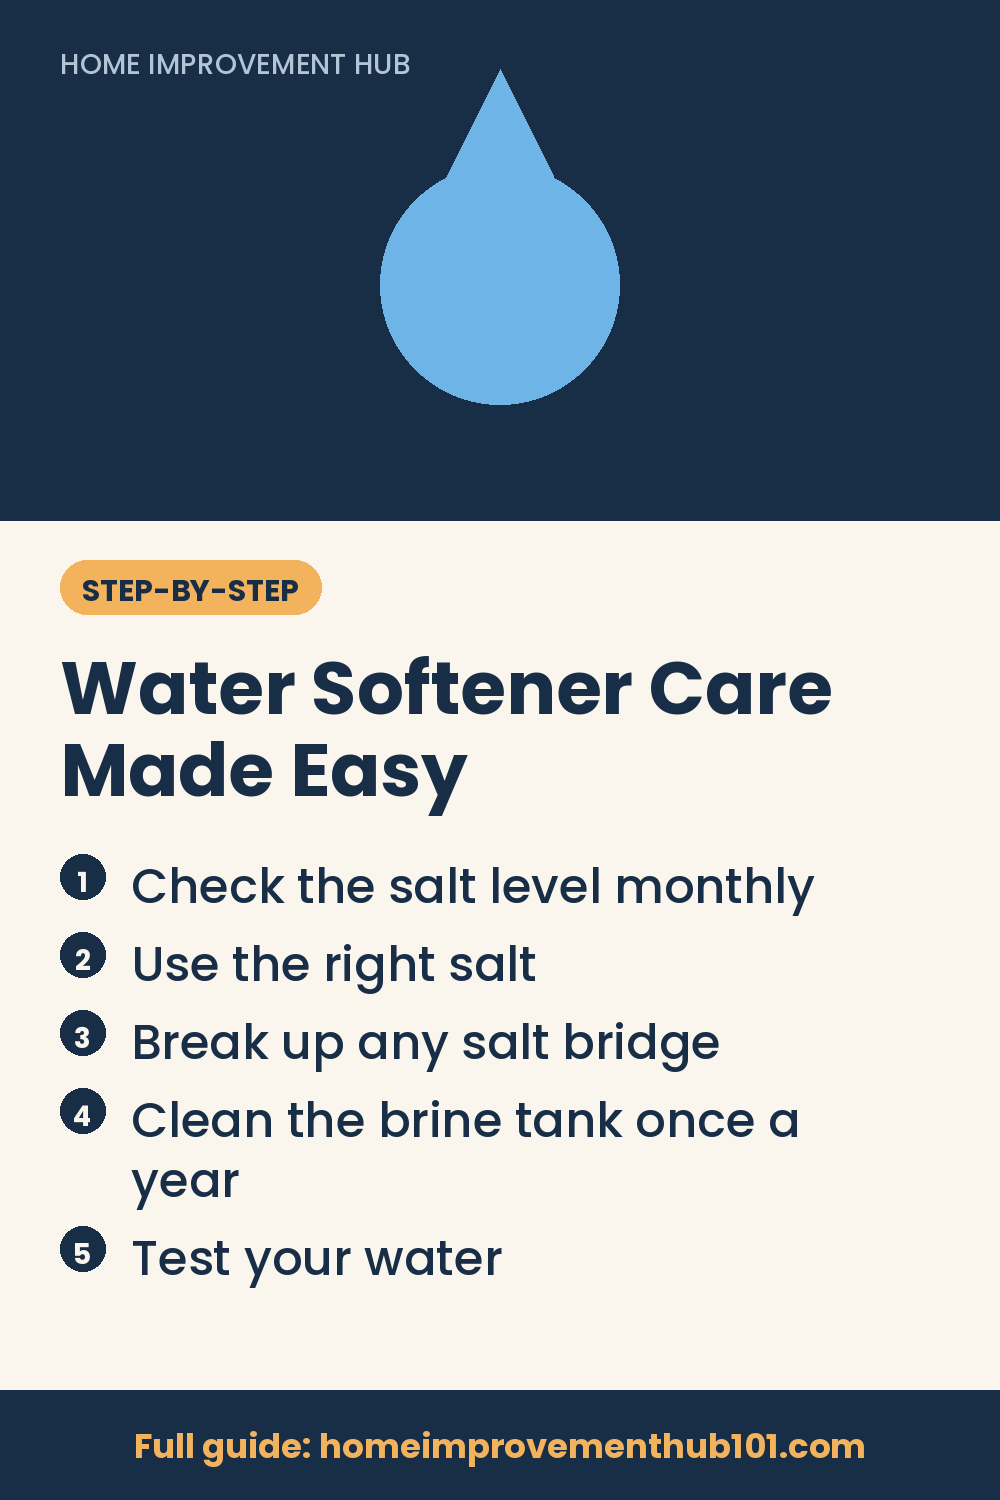 HOME IMPROVEMENT HUB
STEP-BY-STEP
Water Softener Care
Made Easy
1 Check the salt level monthly
2 Use the right salt
3 Break up any salt bridge
4 Clean the brine tank once a
year
5 Test your water
Full guide: homeimprovementhub101.com